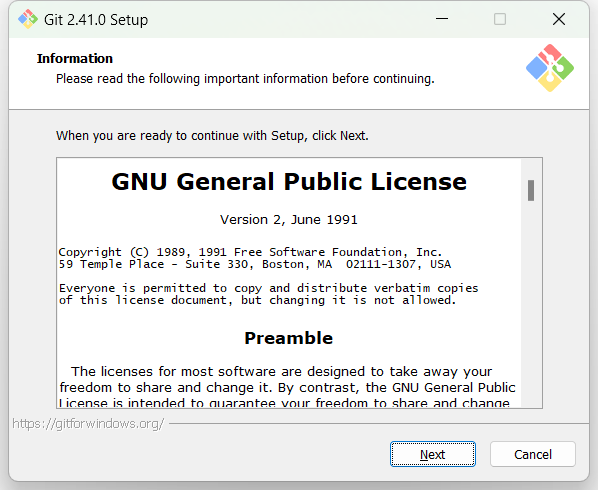 Git 2.41.0 Setup
Information
Please read the following important information before continuing.
When you are ready to continue with Setup, click Next.
GNU General Public License
Version 2, June 1991
Copyright (C) 1989, 1991 Free Software Foundation, Inc.
59 Temple Place - Suite 330, Boston, MA  02111-1307, USA
Everyone is permitted to copy and distribute verbatim copies
of this license document, but changing it is not allowed.
Preamble
The licenses for most software are designed to take away your
freedom to share and change it. By contrast, the GNU General Public
License is intended to guarantee your freedom to share and change
https://gitforwindows.org/
Next
Cancel